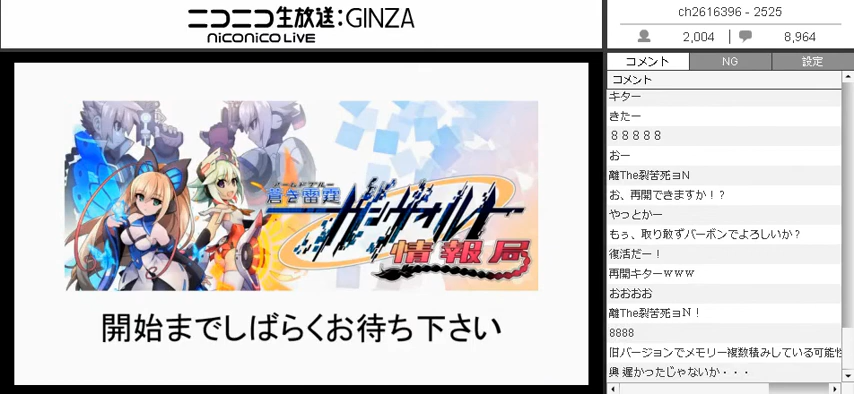 ニコニコ生放送:GINZA
niconico LIVE
ch2616396 - 2525
2,004
8,964
コメント
NG
設定
コメント
キター
きたー
８８８８８
おー
離The裂苦死ョN
お、再開できますか！？
やっとかー
もぅ、取り敢ずバーボンでよろしいか？
復活だー！
再開キターｗｗｗ
おおおお
離The裂苦死ョN！
8888
旧バージョンでメモリー複数積みしている可能性
興 遅かったじゃないか・・・
アームドブルー
蒼き雷霆
ガンヴォルト
情報局
開始までしばらくお待ち下さい